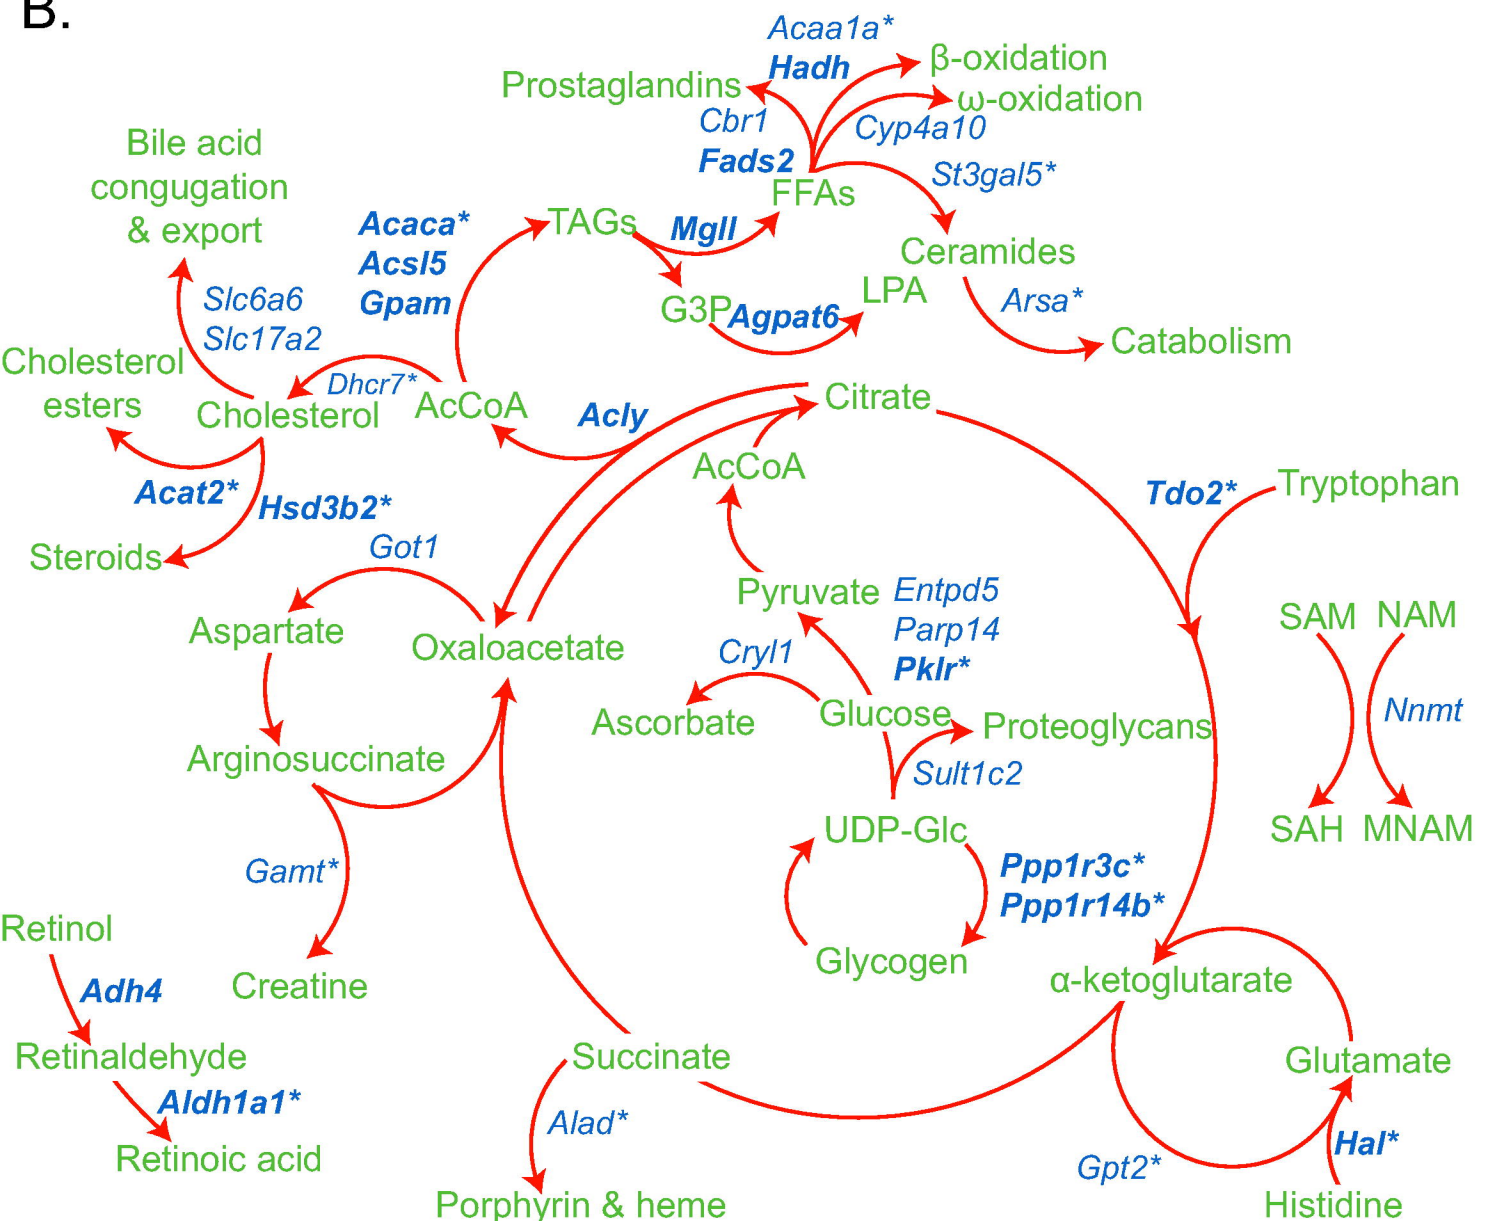 B.
Acaa1a*
Hadh
β-oxidation
Prostaglandins
ω-oxidation
Cbr1
Fads2
Cyp4a10
St3gal5*
FFAs
Bile acid
congugation
& export
Acaca*
Acsl5
Gpam
TAGs
Mgll
Ceramides
G3P
Agpat6
LPA
Arsa*
Catabolism
Slc6a6
Slc17a2
Cholesterol
esters
Cholesterol
Dhcr7*
AcCoA
Acly
Citrate
AcCoA
Acat2*
Hsd3b2*
Steroids
Got1
Tdo2*
Tryptophan
Aspartate
Oxaloacetate
Pyruvate
Entpd5
Parp14
Pklr*
Cryl1
SAM NAM
Ascorbate
Glucose
Proteoglycans
Nnmt
Arginosuccinate
Sult1c2
UDP-Glc
SAH MNAM
Gamt*
Ppp1r3c*
Ppp1r14b*
Retinol
Glycogen
α-ketoglutarate
Adh4
Creatine
Retinaldehyde
Succinate
Glutamate
Aldh1a1*
Alad*
Retinoic acid
Gpt2*
Hal*
Porphyrin & heme
Histidine